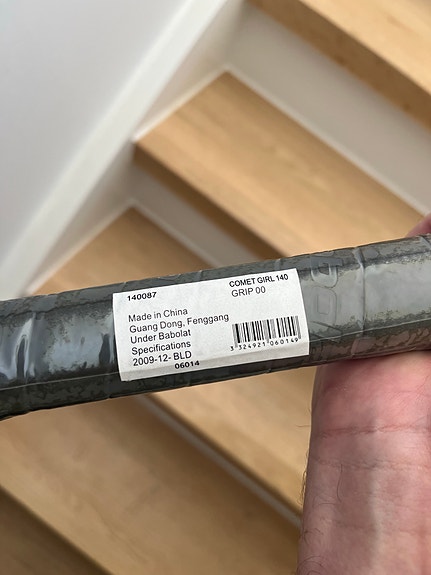 140087
COMET GIRL 140
GRIP 00
Made in China
Guang Dong, Fenggang
Under Babolat
Specifications
2009-12- BLD
06014
3 324921 060149